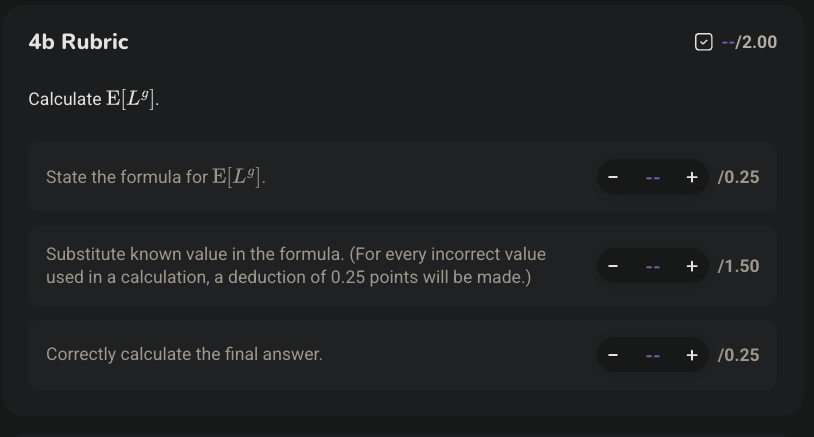 4b Rubric
--/2.00
Calculate E[L^g].
State the formula for E[L^g].
− -- + /0.25
Substitute known value in the formula. (For every incorrect value
used in a calculation, a deduction of 0.25 points will be made.)
− -- + /1.50
Correctly calculate the final answer.
− -- + /0.25